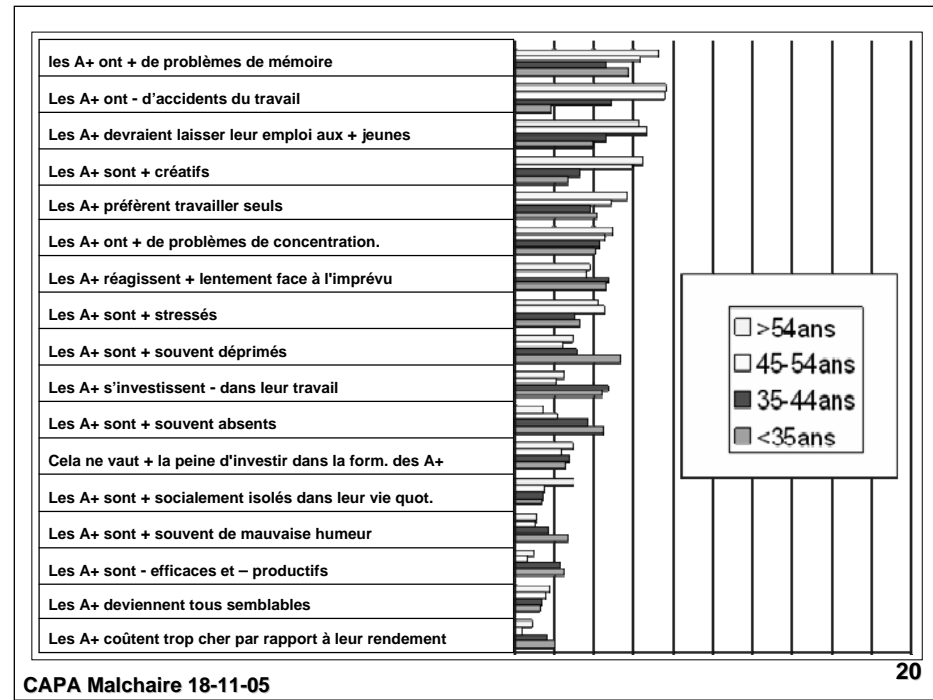 les A+ ont + de problèmes de mémoire
Les A+ ont - d'accidents du travail
Les A+ devraient laisser leur emploi aux + jeunes
Les A+ sont + créatifs
Les A+ préfèrent travailler seuls
Les A+ ont + de problèmes de concentration.
Les A+ réagissent + lentement face à l'imprévu
Les A+ sont + stressés
Les A+ sont + souvent déprimés
Les A+ s'investissent - dans leur travail
Les A+ sont + souvent absents
Cela ne vaut + la peine d'investir dans la form. des A+
Les A+ sont + socialement isolés dans leur vie quot.
Les A+ sont + souvent de mauvaise humeur
Les A+ sont - efficaces et – productifs
Les A+ deviennent tous semblables
Les A+ coûtent trop cher par rapport à leur rendement
>54ans
45-54ans
35-44ans
<35ans
CAPA Malchaire 18-11-05
20